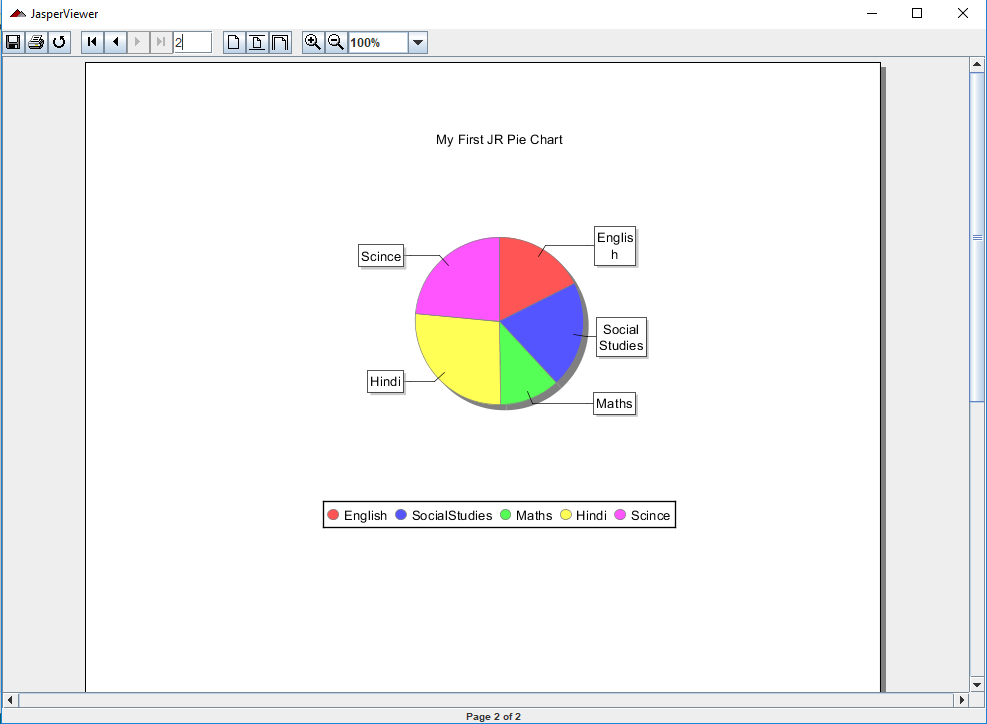 JasperViewer
2
100%
My First JR Pie Chart
Englis
h
Scince
Social
Studies
Hindi
Maths
English SocialStudies Maths Hindi Scince
Page 2 of 2